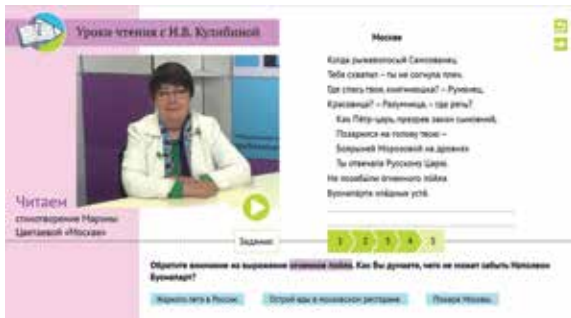 Уроки чтения с Н.В. Кулибиной
Москве
Когда рыжеволосый Самозванец
Тебя схватил – ты не согнула плеч.
Где спесь твоя, княгинюшка? – Румянец,
Красавица? – Разумница, – где речь?
Как Пётр-царь, презрев закон сыновний,
Позарился на голову твою –
Боярыней Морозовой на дровнях
Ты отвечала Русскому Царю.
Не позабыли огненного пойла
Буонапарта хладные уста.
Читаем
стихотворение Марины
Цветаевой «Москве»
Задания
1 2 3 4 5
Обратите внимание на выражение огненное пойло. Как Вы думаете, чего не может забыть Наполеон
Буонапарт?
Жаркого лета в России.
Острой еды в московском ресторане.
Пожара Москвы.